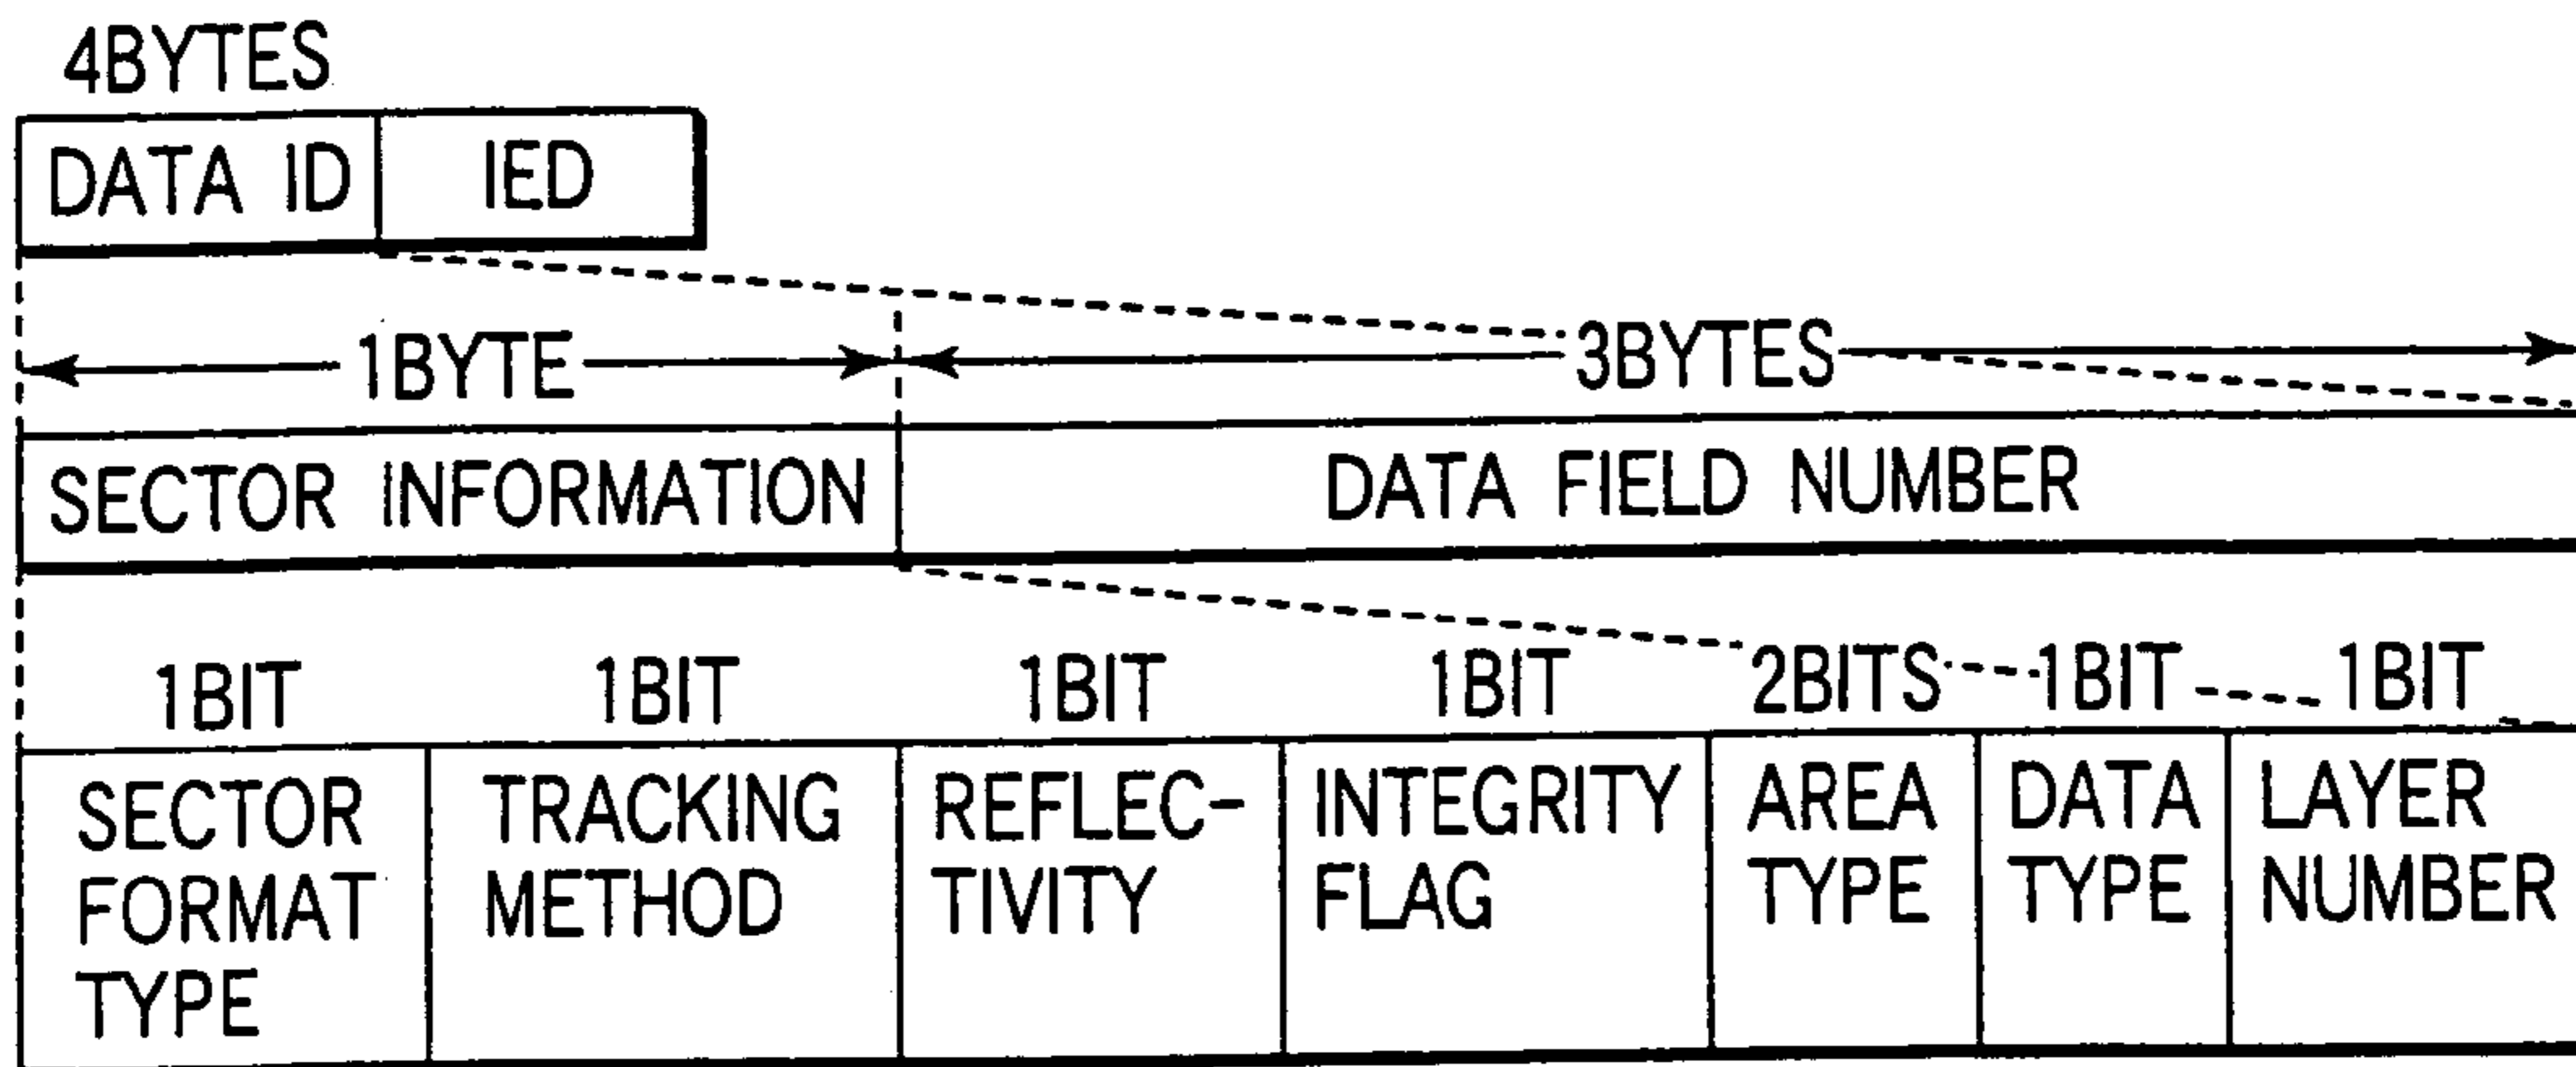 4BYTES
DATA ID IED
1BYTE 3BYTES
SECTOR INFORMATION DATA FIELD NUMBER
1BIT 1BIT 1BIT 1BIT 2BITS 1BIT 1BIT
SECTOR FORMAT TYPE
TRACKING METHOD
REFLEC-
TIVITY
INTEGRITY FLAG
AREA TYPE
DATA TYPE
LAYER NUMBER